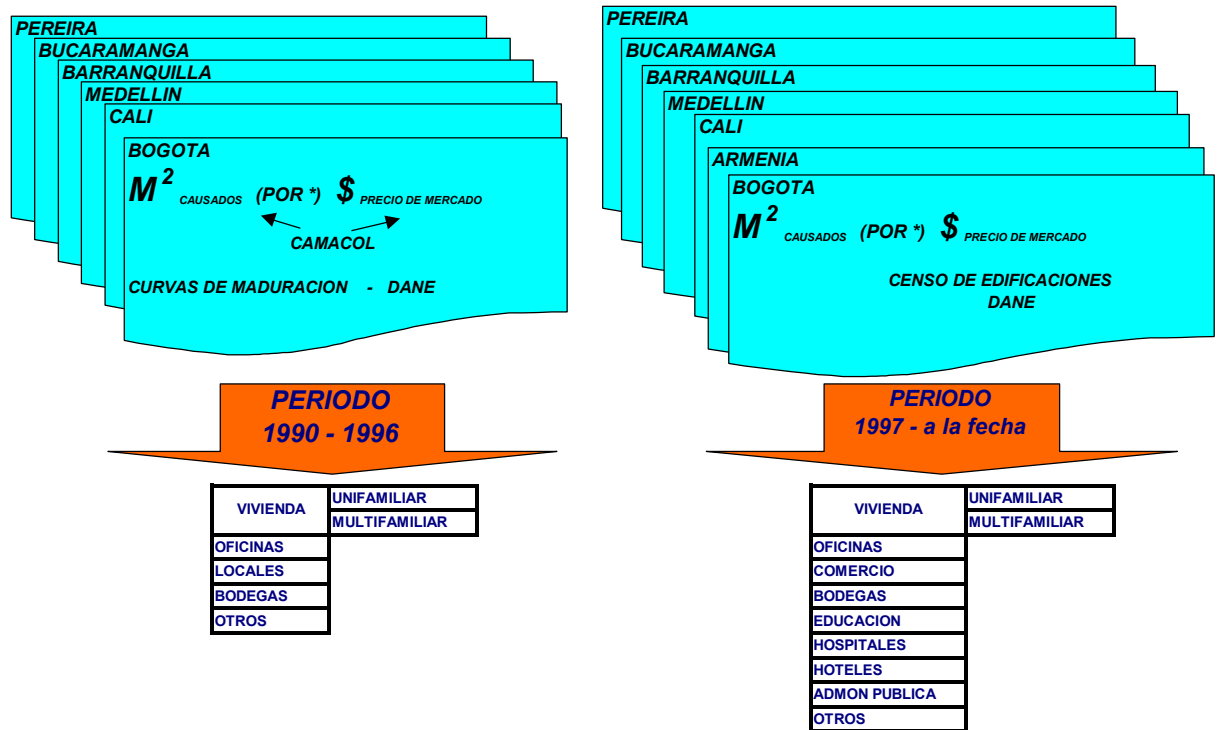 PEREIRA
BUCARAMANGA
BARRANQUILLA
MEDELLIN
CALI
BOGOTA
M² CAUSADOS (POR *) $ PRECIO DE MERCADO
CAMACOL
CURVAS DE MADURACION - DANE
PERIODO
1990 - 1996
VIVIENDA
UNIFAMILIAR
MULTIFAMILIAR
OFICINAS
LOCALES
BODEGAS
OTROS
PEREIRA
BUCARAMANGA
BARRANQUILLA
MEDELLIN
CALI
ARMENIA
BOGOTA
M² CAUSADOS (POR *) $ PRECIO DE MERCADO
CENSO DE EDIFICACIONES
DANE
PERIODO
1997 - a la fecha
VIVIENDA
UNIFAMILIAR
MULTIFAMILIAR
OFICINAS
COMERCIO
BODEGAS
EDUCACION
HOSPITALES
HOTELES
ADMON PUBLICA
OTROS